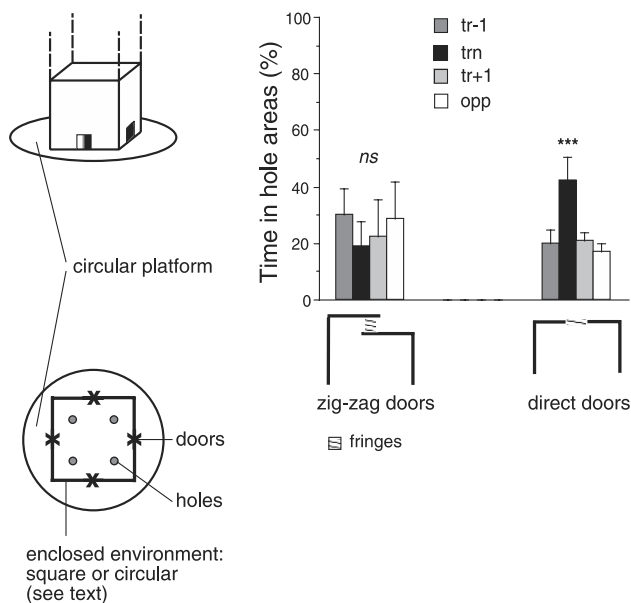 circular platform
doors
holes
enclosed environment:
square or circular
(see text)
Time in hole areas (%)
100
80
60
40
20
0
tr-1
trn
tr+1
opp
ns
***
zig-zag doors
direct doors
fringes